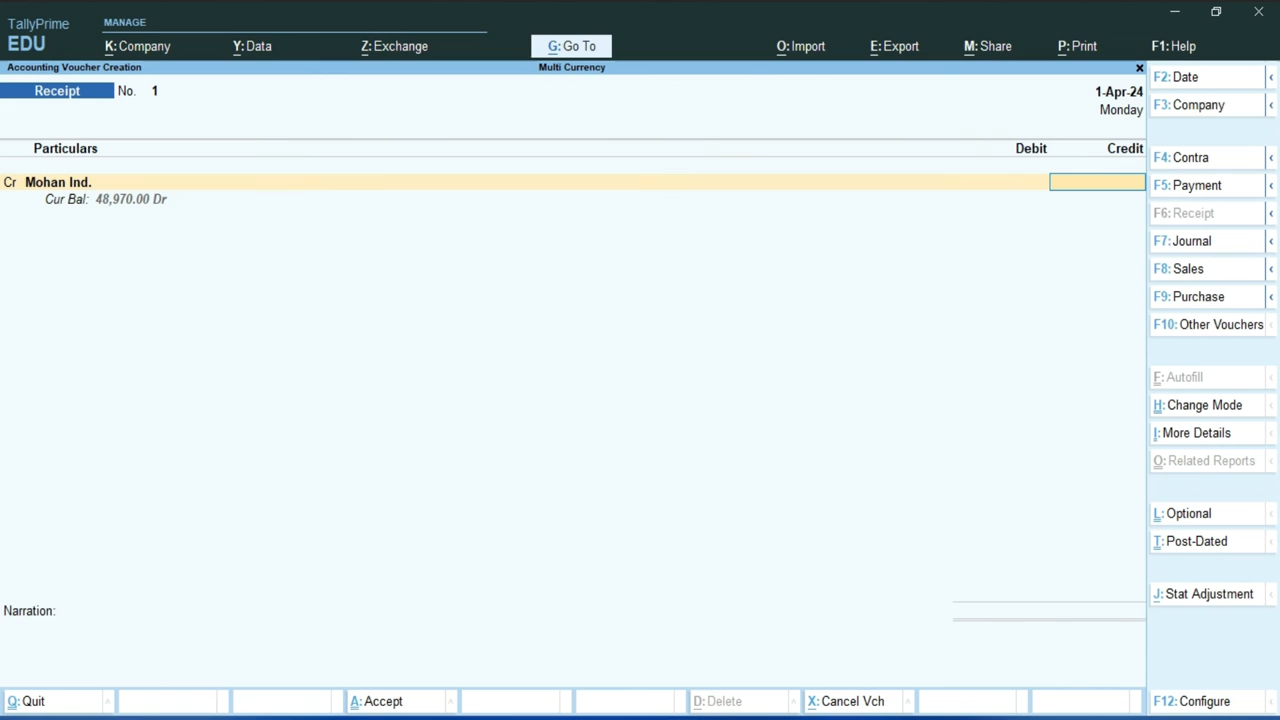 TallyPrime
EDU
MANAGE
K: Company
Y: Data
Z: Exchange
G: Go To
O: Import
E: Export
M: Share
P: Print
F1: Help
Accounting Voucher Creation
Multi Currency
Receipt No. 1
1-Apr-24
Monday
Particulars Debit Credit
Cr Mohan Ind.
Cur Bal: 48,970.00 Dr
Narration:
F2: Date
F3: Company
F4: Contra
F5: Payment
F6: Receipt
F7: Journal
F8: Sales
F9: Purchase
F10: Other Vouchers
F: Autofill
H: Change Mode
I: More Details
O: Related Reports
L: Optional
T: Post-Dated
J: Stat Adjustment
Q: Quit
A: Accept
D: Delete
X: Cancel Vch
F12: Configure